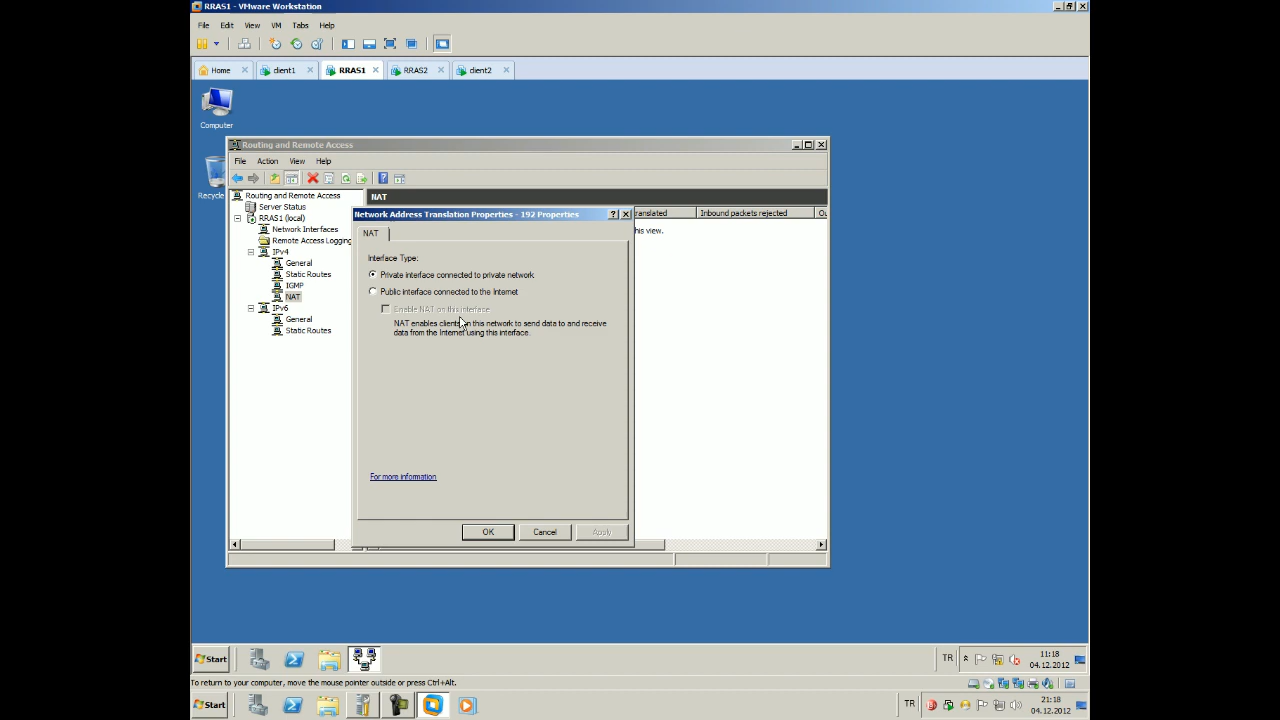 RRAS1 - VMware Workstation
File Edit View VM Tabs Help
Home client1 RRAS1 RRAS2 client2
Computer
Recycle
Routing and Remote Access
File Action View Help
Routing and Remote Access
Server Status
RRAS1 (local)
Network Interfaces
Remote Access Logging
IPv4
General
Static Routes
IGMP
NAT
IPv6
General
Static Routes
NAT
ranslated Inbound packets rejected Ou
his view.
Network Address Translation Properties - 192 Properties
NAT
Interface Type:
Private interface connected to private network
Public interface connected to the Internet
Enable NAT on this interface
NAT enables clients on this network to send data to and receive
data from the Internet using this interface.
For more information
OK Cancel Apply
Start TR 11:18
04.12.2012
To return to your computer, move the mouse pointer outside or press Ctrl+Alt.
Start TR 21:18
04.12.2012